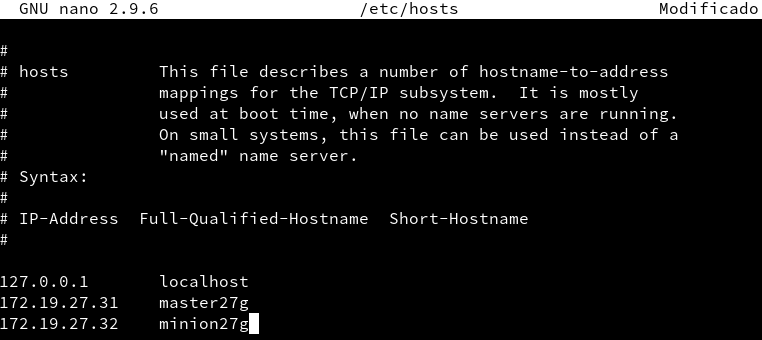 GNU nano 2.9.6 /etc/hosts Modificado
#
# hosts This file describes a number of hostname-to-address
# mappings for the TCP/IP subsystem. It is mostly
# used at boot time, when no name servers are running.
# On small systems, this file can be used instead of a
# "named" name server.
# Syntax:
#
# IP-Address Full-Qualified-Hostname Short-Hostname
#
127.0.0.1 localhost
172.19.27.31 master27g
172.19.27.32 minion27g